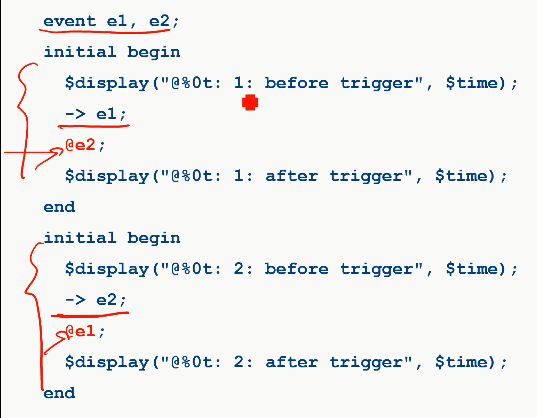 event e1, e2;
initial begin
$display("@%0t: 1: before trigger", $time);
-> e1;
@e2;
$display("@%0t: 1: after trigger", $time);
end
initial begin
$display("@%0t: 2: before trigger", $time);
-> e2;
@e1;
$display("@%0t: 2: after trigger", $time);
end